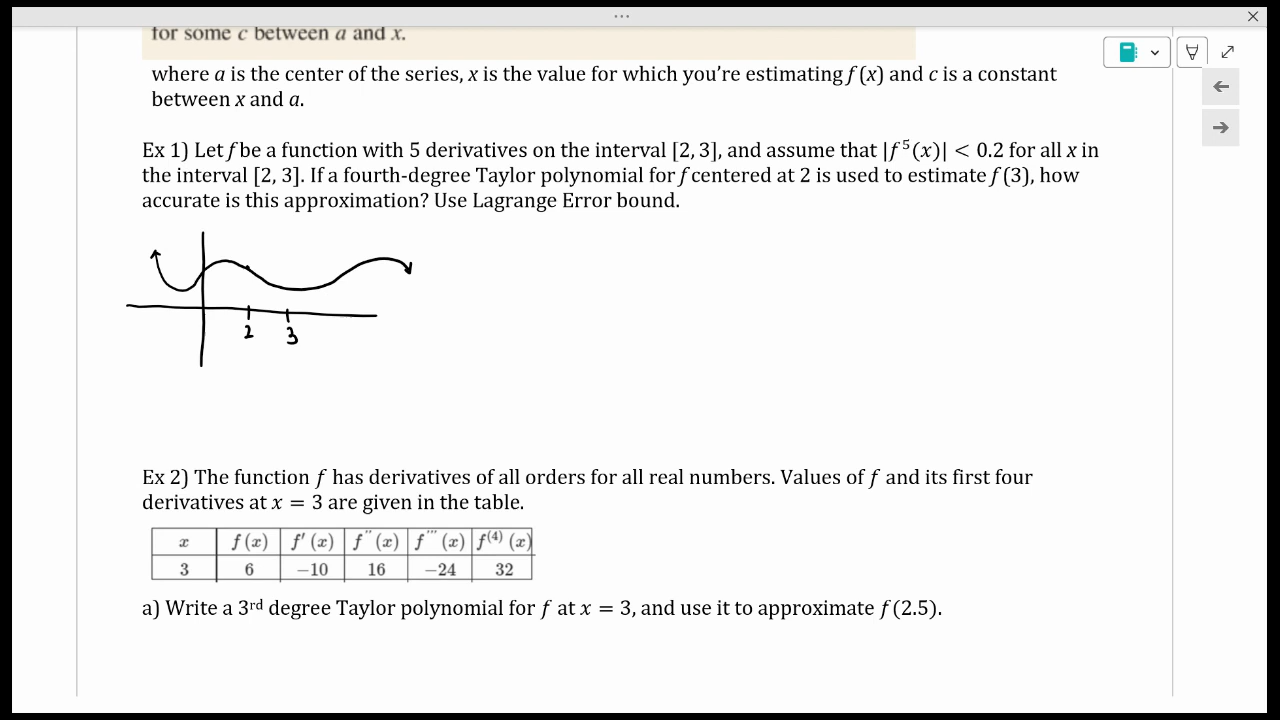 for some c between a and x.
where a is the center of the series, x is the value for which you're estimating f(x) and c is a constant
between x and a.
Ex 1) Let f be a function with 5 derivatives on the interval [2, 3], and assume that |f⁵(x)| < 0.2 for all x in
the interval [2, 3]. If a fourth-degree Taylor polynomial for f centered at 2 is used to estimate f(3), how
accurate is this approximation? Use Lagrange Error bound.
2 3
Ex 2) The function f has derivatives of all orders for all real numbers. Values of f and its first four
derivatives at x = 3 are given in the table.
x f(x) f′(x) f″(x) f‴(x) f⁽⁴⁾(x)
3 6 −10 16 −24 32
a) Write a 3rd degree Taylor polynomial for f at x = 3, and use it to approximate f(2.5).